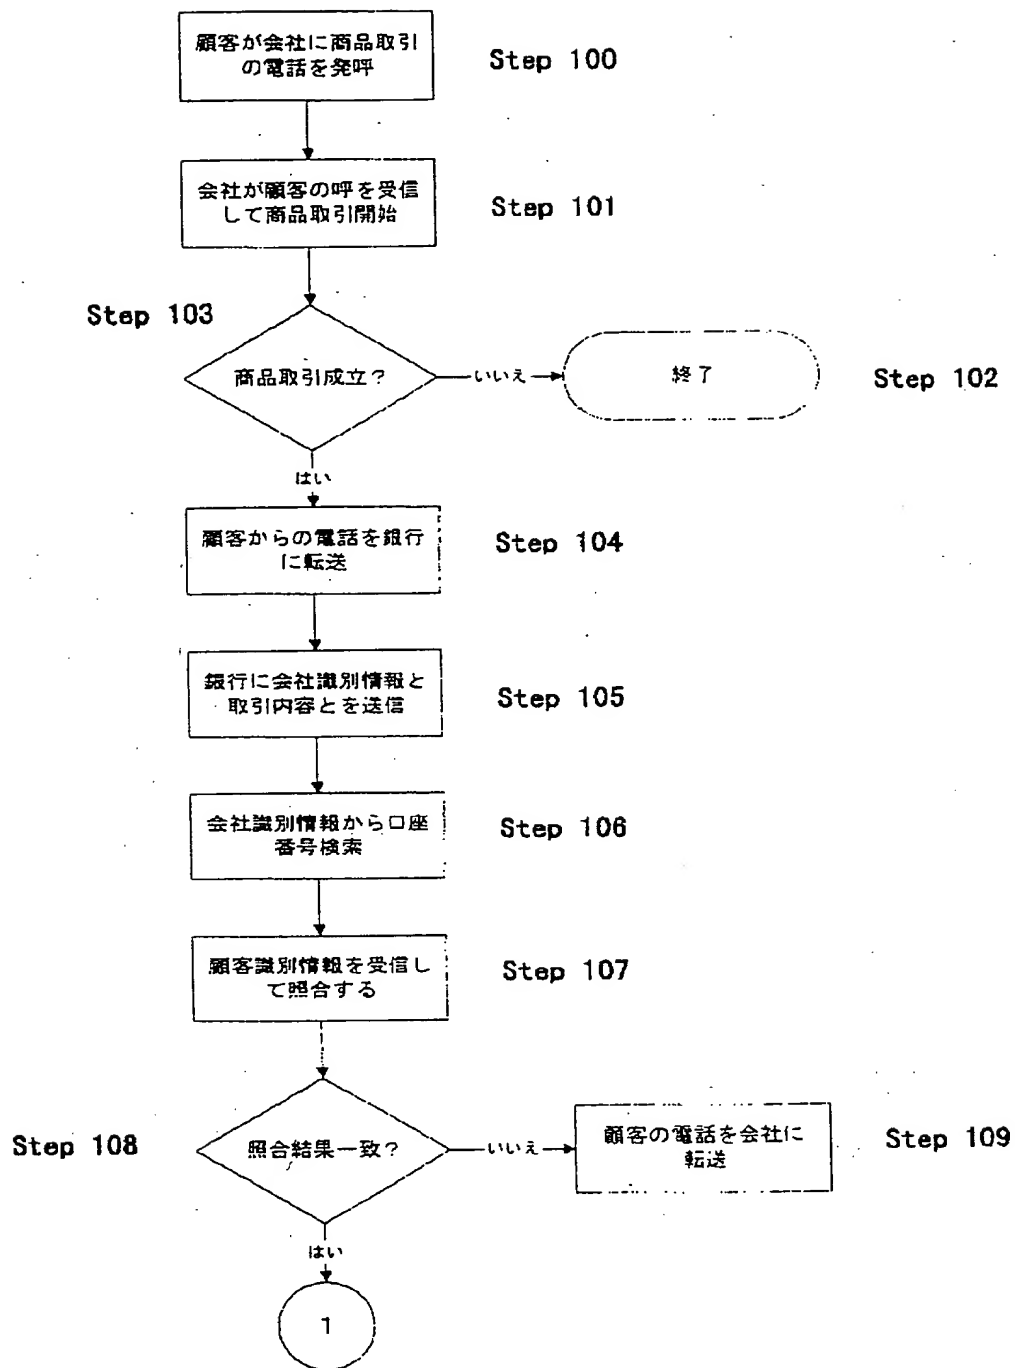 顧客が会社に商品取引
の電話を発呼
Step 100
会社が顧客の呼を受信
して商品取引開始
Step 101
Step 103
商品取引成立？
いいえ
終了
Step 102
はい
顧客からの電話を銀行
に転送
Step 104
銀行に会社識別情報と
取引内容とを送信
Step 105
会社識別情報から口座
番号検索
Step 106
顧客識別情報を受信し
て照合する
Step 107
Step 108
照合結果一致？
いいえ
顧客の電話を会社に
転送
Step 109
はい
1